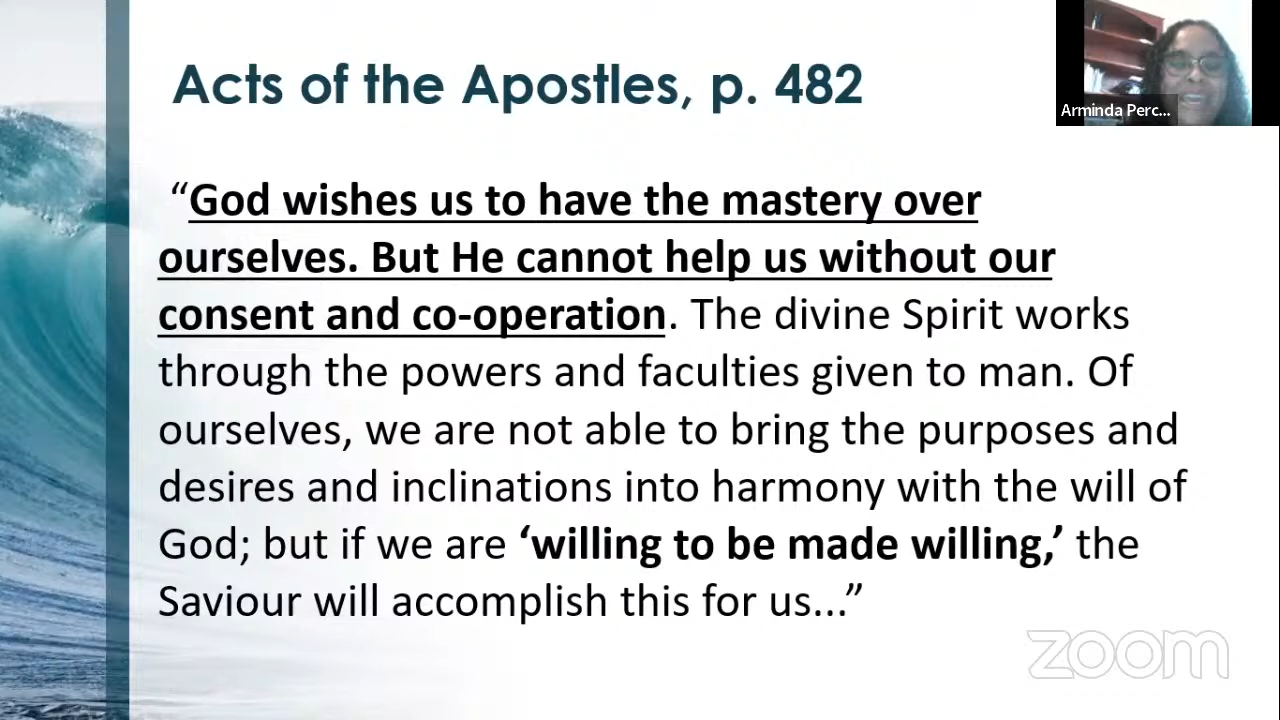 Acts of the Apostles, p. 482
Arminda Perc...
“God wishes us to have the mastery over
ourselves. But He cannot help us without our
consent and co-operation. The divine Spirit works
through the powers and faculties given to man. Of
ourselves, we are not able to bring the purposes and
desires and inclinations into harmony with the will of
God; but if we are ‘willing to be made willing,’ the
Saviour will accomplish this for us...”
zoom